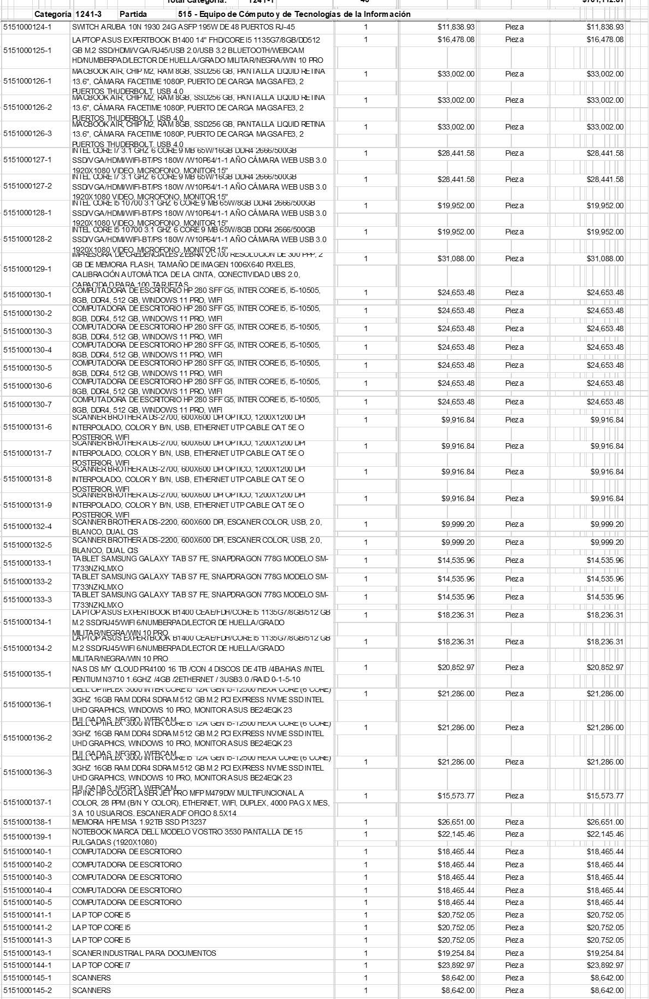 Total Categoría: 1241-1 $761,112.81
Categoría 1241-3 Partida 515 - Equipo de Cómputo y de Tecnologías de la Información
5151000124-1 SWITCH ARUBA 10N 1930 24G ASFP 195W DE 48 PUERTOS RJ-45 1 $11,838.93 Pieza $11,838.93
LAPTOP ASUS EXPERTBOOK B1400 14" FHD/CORE I5 1135G7/8GB/DD512 1 $16,478.08 Pieza $16,478.08
5151000125-1 GB M.2 SSD/HDMI/VGA/RJ45/USB 2.0/USB 3.2 BLUETOOTH/WEBCAM
HD/NUMBERPAD/LECTOR DE HUELLA/GRADO MILITAR/NEGRA/WIN 10 PRO
MACBOOK AIR, CHIP M2, RAM 8GB, SSD256 GB, PANTALLA LIQUID RETINA 1 $33,002.00 Pieza $33,002.00
5151000126-1 13.6", CÁMARA FACETIME 1080P, PUERTO DE CARGA MAGSAFE3, 2
PUERTOS THUDERBOLT, USB 4.0
MACBOOK AIR, CHIP M2, RAM 8GB, SSD256 GB, PANTALLA LIQUID RETINA 1 $33,002.00 Pieza $33,002.00
5151000126-2 13.6", CÁMARA FACETIME 1080P, PUERTO DE CARGA MAGSAFE3, 2
PUERTOS THUDERBOLT, USB 4.0
MACBOOK AIR, CHIP M2, RAM 8GB, SSD256 GB, PANTALLA LIQUID RETINA 1 $33,002.00 Pieza $33,002.00
5151000126-3 13.6", CÁMARA FACETIME 1080P, PUERTO DE CARGA MAGSAFE3, 2
PUERTOS THUDERBOLT, USB 4.0
INTEL CORE I7 3.1 GHZ 6 CORE 9 MB 65W/16GB DDR4 2666/500GB 1 $28,441.58 Pieza $28,441.58
5151000127-1 SSD/VGA/HDMI/WIFI-BT/PS 180W /W10P64/1-1 AÑO CÁMARA WEB USB 3.0
1920X1080 VIDEO, MICROFONO, MONITOR 15"
INTEL CORE I7 3.1 GHZ 6 CORE 9 MB 65W/16GB DDR4 2666/500GB 1 $28,441.58 Pieza $28,441.58
5151000127-2 SSD/VGA/HDMI/WIFI-BT/PS 180W /W10P64/1-1 AÑO CÁMARA WEB USB 3.0
1920X1080 VIDEO, MICROFONO, MONITOR 15"
INTEL CORE I5 10700 3.1 GHZ 6 CORE 9 MB 65W/8GB DDR4 2666/500GB 1 $19,952.00 Pieza $19,952.00
5151000128-1 SSD/VGA/HDMI/WIFI-BT/PS 180W /W10P64/1-1 AÑO CÁMARA WEB USB 3.0
1920X1080 VIDEO, MICROFONO, MONITOR 15"
INTEL CORE I5 10700 3.1 GHZ 6 CORE 9 MB 65W/8GB DDR4 2666/500GB 1 $19,952.00 Pieza $19,952.00
5151000128-2 SSD/VGA/HDMI/WIFI-BT/PS 180W /W10P64/1-1 AÑO CÁMARA WEB USB 3.0
1920X1080 VIDEO, MICROFONO, MONITOR 15"
IMPRESORA DE CREDENCIALES ZEBRA ZC100 RESOLUCIÓN DE 300 PPP, 2 1 $31,088.00 Pieza $31,088.00
5151000129-1 GB DE MEMORIA FLASH, TAMAÑO DE IMAGEN 1006X640 PIXELES,
CALIBRACIÓN AUTOMÁTICA DE LA CINTA, CONECTIVIDAD UBS 2.0,
CAPACIDAD PARA 100 TARJETAS
5151000130-1 COMPUTADORA DE ESCRITORIO HP 280 SFF G5, INTER CORE I5, I5-10505, 1 $24,653.48 Pieza $24,653.48
8GB, DDR4, 512 GB, WINDOWS 11 PRO, WIFI
5151000130-2 COMPUTADORA DE ESCRITORIO HP 280 SFF G5, INTER CORE I5, I5-10505, 1 $24,653.48 Pieza $24,653.48
8GB, DDR4, 512 GB, WINDOWS 11 PRO, WIFI
5151000130-3 COMPUTADORA DE ESCRITORIO HP 280 SFF G5, INTER CORE I5, I5-10505, 1 $24,653.48 Pieza $24,653.48
8GB, DDR4, 512 GB, WINDOWS 11 PRO, WIFI
5151000130-4 COMPUTADORA DE ESCRITORIO HP 280 SFF G5, INTER CORE I5, I5-10505, 1 $24,653.48 Pieza $24,653.48
8GB, DDR4, 512 GB, WINDOWS 11 PRO, WIFI
5151000130-5 COMPUTADORA DE ESCRITORIO HP 280 SFF G5, INTER CORE I5, I5-10505, 1 $24,653.48 Pieza $24,653.48
8GB, DDR4, 512 GB, WINDOWS 11 PRO, WIFI
5151000130-6 COMPUTADORA DE ESCRITORIO HP 280 SFF G5, INTER CORE I5, I5-10505, 1 $24,653.48 Pieza $24,653.48
8GB, DDR4, 512 GB, WINDOWS 11 PRO, WIFI
5151000130-7 COMPUTADORA DE ESCRITORIO HP 280 SFF G5, INTER CORE I5, I5-10505, 1 $24,653.48 Pieza $24,653.48
8GB, DDR4, 512 GB, WINDOWS 11 PRO, WIFI
SCANNER BROTHER ADS-2700, 600X600 DPI OPTICO, 1200X1200 DPI 1 $9,916.84 Pieza $9,916.84
5151000131-6 INTERPOLADO, COLOR Y B/N, USB, ETHERNET UTP CABLE CAT 5E O
POSTERIOR, WIFI
SCANNER BROTHER ADS-2700, 600X600 DPI OPTICO, 1200X1200 DPI 1 $9,916.84 Pieza $9,916.84
5151000131-7 INTERPOLADO, COLOR Y B/N, USB, ETHERNET UTP CABLE CAT 5E O
POSTERIOR, WIFI
SCANNER BROTHER ADS-2700, 600X600 DPI OPTICO, 1200X1200 DPI 1 $9,916.84 Pieza $9,916.84
5151000131-8 INTERPOLADO, COLOR Y B/N, USB, ETHERNET UTP CABLE CAT 5E O
POSTERIOR, WIFI
SCANNER BROTHER ADS-2700, 600X600 DPI OPTICO, 1200X1200 DPI 1 $9,916.84 Pieza $9,916.84
5151000131-9 INTERPOLADO, COLOR Y B/N, USB, ETHERNET UTP CABLE CAT 5E O
POSTERIOR, WIFI
5151000132-4 SCANNER BROTHER ADS-2200, 600X600 DPI, ESCANER COLOR, USB, 2.0, 1 $9,999.20 Pieza $9,999.20
BLANCO, DUAL CIS
5151000132-5 SCANNER BROTHER ADS-2200, 600X600 DPI, ESCANER COLOR, USB, 2.0, 1 $9,999.20 Pieza $9,999.20
BLANCO, DUAL CIS
5151000133-1 TABLET SAMSUNG GALAXY TAB S7 FE, SNAPDRAGON 778G MODELO SM- 1 $14,535.96 Pieza $14,535.96
T733NZKLMXO
5151000133-2 TABLET SAMSUNG GALAXY TAB S7 FE, SNAPDRAGON 778G MODELO SM- 1 $14,535.96 Pieza $14,535.96
T733NZKLMXO
5151000133-3 TABLET SAMSUNG GALAXY TAB S7 FE, SNAPDRAGON 778G MODELO SM- 1 $14,535.96 Pieza $14,535.96
T733NZKLMXO
LAPTOP ASUS EXPERTBOOK B1400 CEAE/FDH/CORE I5 1135G7/8GB/512 GB 1 $18,236.31 Pieza $18,236.31
5151000134-1 M.2 SSD/RJ45/WIFI 6/NUMBERPAD/LECTOR DE HUELLA/GRADO
MILITAR/NEGRA/WIN 10 PRO
LAPTOP ASUS EXPERTBOOK B1400 CEAE/FDH/CORE I5 1135G7/8GB/512 GB 1 $18,236.31 Pieza $18,236.31
5151000134-2 M.2 SSD/RJ45/WIFI 6/NUMBERPAD/LECTOR DE HUELLA/GRADO
MILITAR/NEGRA/WIN 10 PRO
5151000135-1 NAS DS MY CLOUD PR4100 16 TB /CON 4 DISCOS DE 4TB /4BAHIAS /INTEL 1 $20,852.97 Pieza $20,852.97
PENTIUM N3710 1.6GHZ /4GB /2ETHERNET / 3USB3.0 /RAID 0-1-5-10
DELL OPTIPLEX 3000 INTER CORE I5 12A GEN I5-12500 HEXA CORE (6 CORE) 1 $21,286.00 Pieza $21,286.00
5151000136-1 3GHZ 16GB RAM DDR4 SDRAM 512 GB M.2 PCI EXPRESS NVME SSD INTEL
UHD GRAPHICS, WINDOWS 10 PRO, MONITOR ASUS BE24EQK 23
PULGADAS, NEGRO, WEBCAM
DELL OPTIPLEX 3000 INTER CORE I5 12A GEN I5-12500 HEXA CORE (6 CORE) 1 $21,286.00 Pieza $21,286.00
5151000136-2 3GHZ 16GB RAM DDR4 SDRAM 512 GB M.2 PCI EXPRESS NVME SSD INTEL
UHD GRAPHICS, WINDOWS 10 PRO, MONITOR ASUS BE24EQK 23
PULGADAS, NEGRO, WEBCAM
DELL OPTIPLEX 3000 INTER CORE I5 12A GEN I5-12500 HEXA CORE (6 CORE) 1 $21,286.00 Pieza $21,286.00
5151000136-3 3GHZ 16GB RAM DDR4 SDRAM 512 GB M.2 PCI EXPRESS NVME SSD INTEL
UHD GRAPHICS, WINDOWS 10 PRO, MONITOR ASUS BE24EQK 23
PULGADAS, NEGRO, WEBCAM
HP INC HP COLOR LASER JET PRO MFP M479DW MULTIFUNCIONAL A 1 $15,573.77 Pieza $15,573.77
5151000137-1 COLOR, 28 PPM (B/N Y COLOR), ETHERNET, WIFI, DUPLEX, 4000 PAG X MES,
3 A 10 USUARIOS. ESCANER ADF OFICIO 8.5X14
5151000138-1 MEMORIA HPE MSA 1.92TB SSD P13237 1 $26,651.00 Pieza $26,651.00
5151000139-1 NOTEBOOK MARCA DELL MODELO VOSTRO 3530 PANTALLA DE 15 1 $22,145.46 Pieza $22,145.46
PULGADAS (1920X1080)
5151000140-1 COMPUTADORA DE ESCRITORIO 1 $18,465.44 Pieza $18,465.44
5151000140-2 COMPUTADORA DE ESCRITORIO 1 $18,465.44 Pieza $18,465.44
5151000140-3 COMPUTADORA DE ESCRITORIO 1 $18,465.44 Pieza $18,465.44
5151000140-4 COMPUTADORA DE ESCRITORIO 1 $18,465.44 Pieza $18,465.44
5151000140-5 COMPUTADORA DE ESCRITORIO 1 $18,465.44 Pieza $18,465.44
5151000141-1 LAP TOP CORE I5 1 $20,752.05 Pieza $20,752.05
5151000141-2 LAP TOP CORE I5 1 $20,752.05 Pieza $20,752.05
5151000141-3 LAP TOP CORE I5 1 $20,752.05 Pieza $20,752.05
5151000143-1 SCANER INDUSTRIAL PARA DOCUMENTOS 1 $19,254.84 Pieza $19,254.84
5151000144-1 LAP TOP CORE I7 1 $23,892.97 Pieza $23,892.97
5151000145-1 SCANNERS 1 $8,642.00 Pieza $8,642.00
5151000145-2 SCANNERS 1 $8,642.00 Pieza $8,642.00